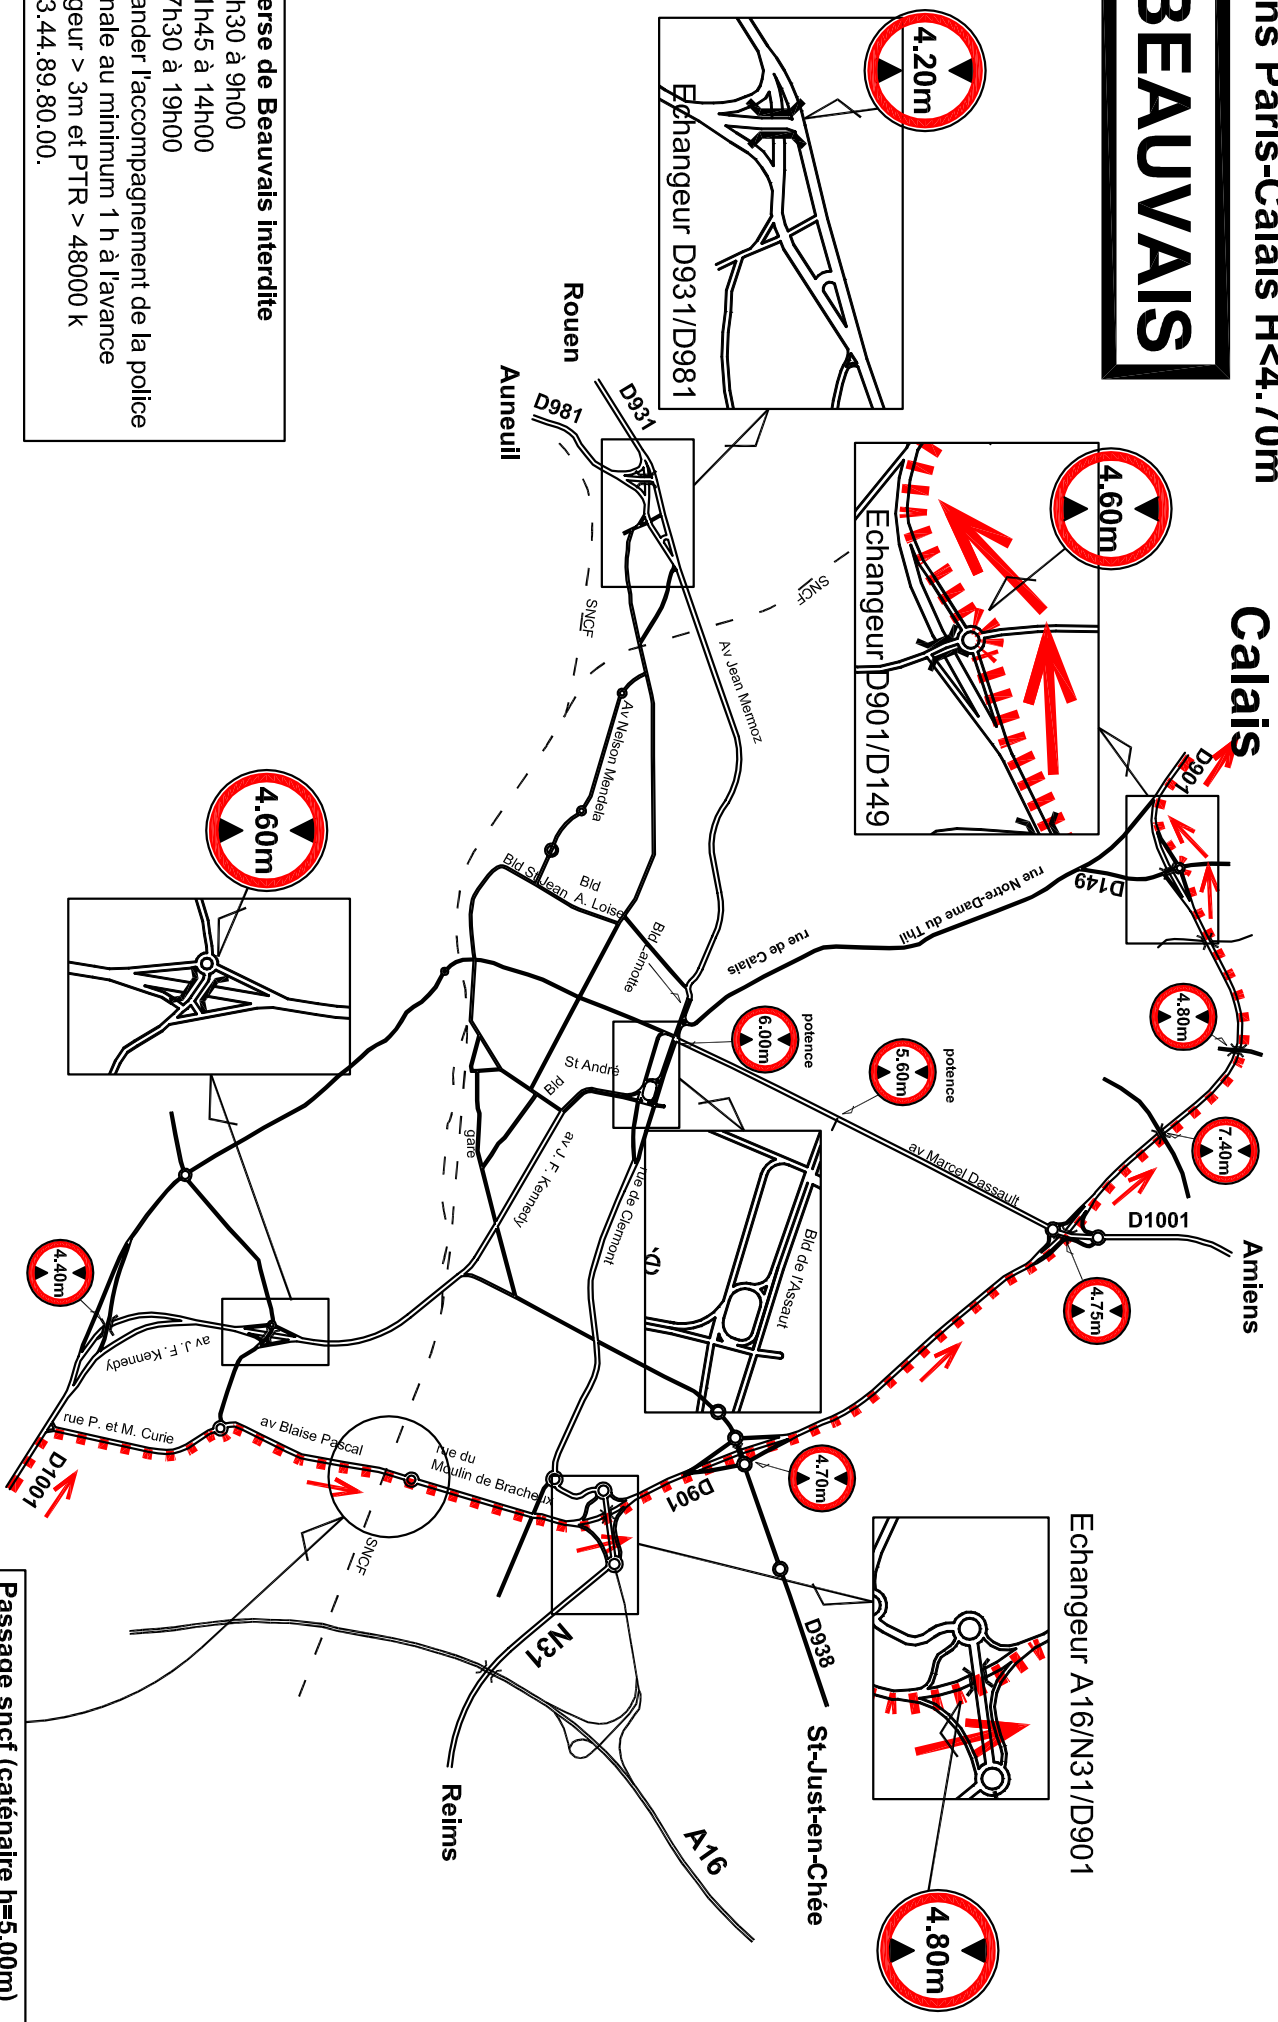 ns Paris-Calais H<4.70m
BEAUVAIS
4.20m
Echangeur D931/D981
4.60m
Echangeur D901/D149
Calais
D901
D149
rue Notre-Dame du Thil
rue de Calais
4.80m
7.40m
D1001
Amiens
4.75m
potence
5.60m
potence
6.00m
av Marcel Dassault
Rouen
Auneuil
D931
D981
SNCF
SNCF
Av Jean Mermoz
Av Nelson Mendela
Bld St Jean
Bld
A. Loise
Bld Lamotte
St André
Bld
gare
av J. F. Kennedy
rue de Clermont
Bld de l'Assaut
4.60m
4.40m
av J. F. Kennedy
rue P. et M. Curie
D1001
av Blaise Pascal
rue du
Moulin de Bracheux
SNCF
D901
4.70m
D938
St-Just-en-Chée
N31
Reims
A16
Echangeur A16/N31/D901
4.80m
erse de Beauvais interdite
h30 à 9h00
1h45 à 14h00
7h30 à 19h00
ander l'accompagnement de la police
nale au minimum 1 h à l'avance
geur > 3m et PTR > 48000 k
3.44.89.80.00.
Passage sncf (caténaire h=5.00m)